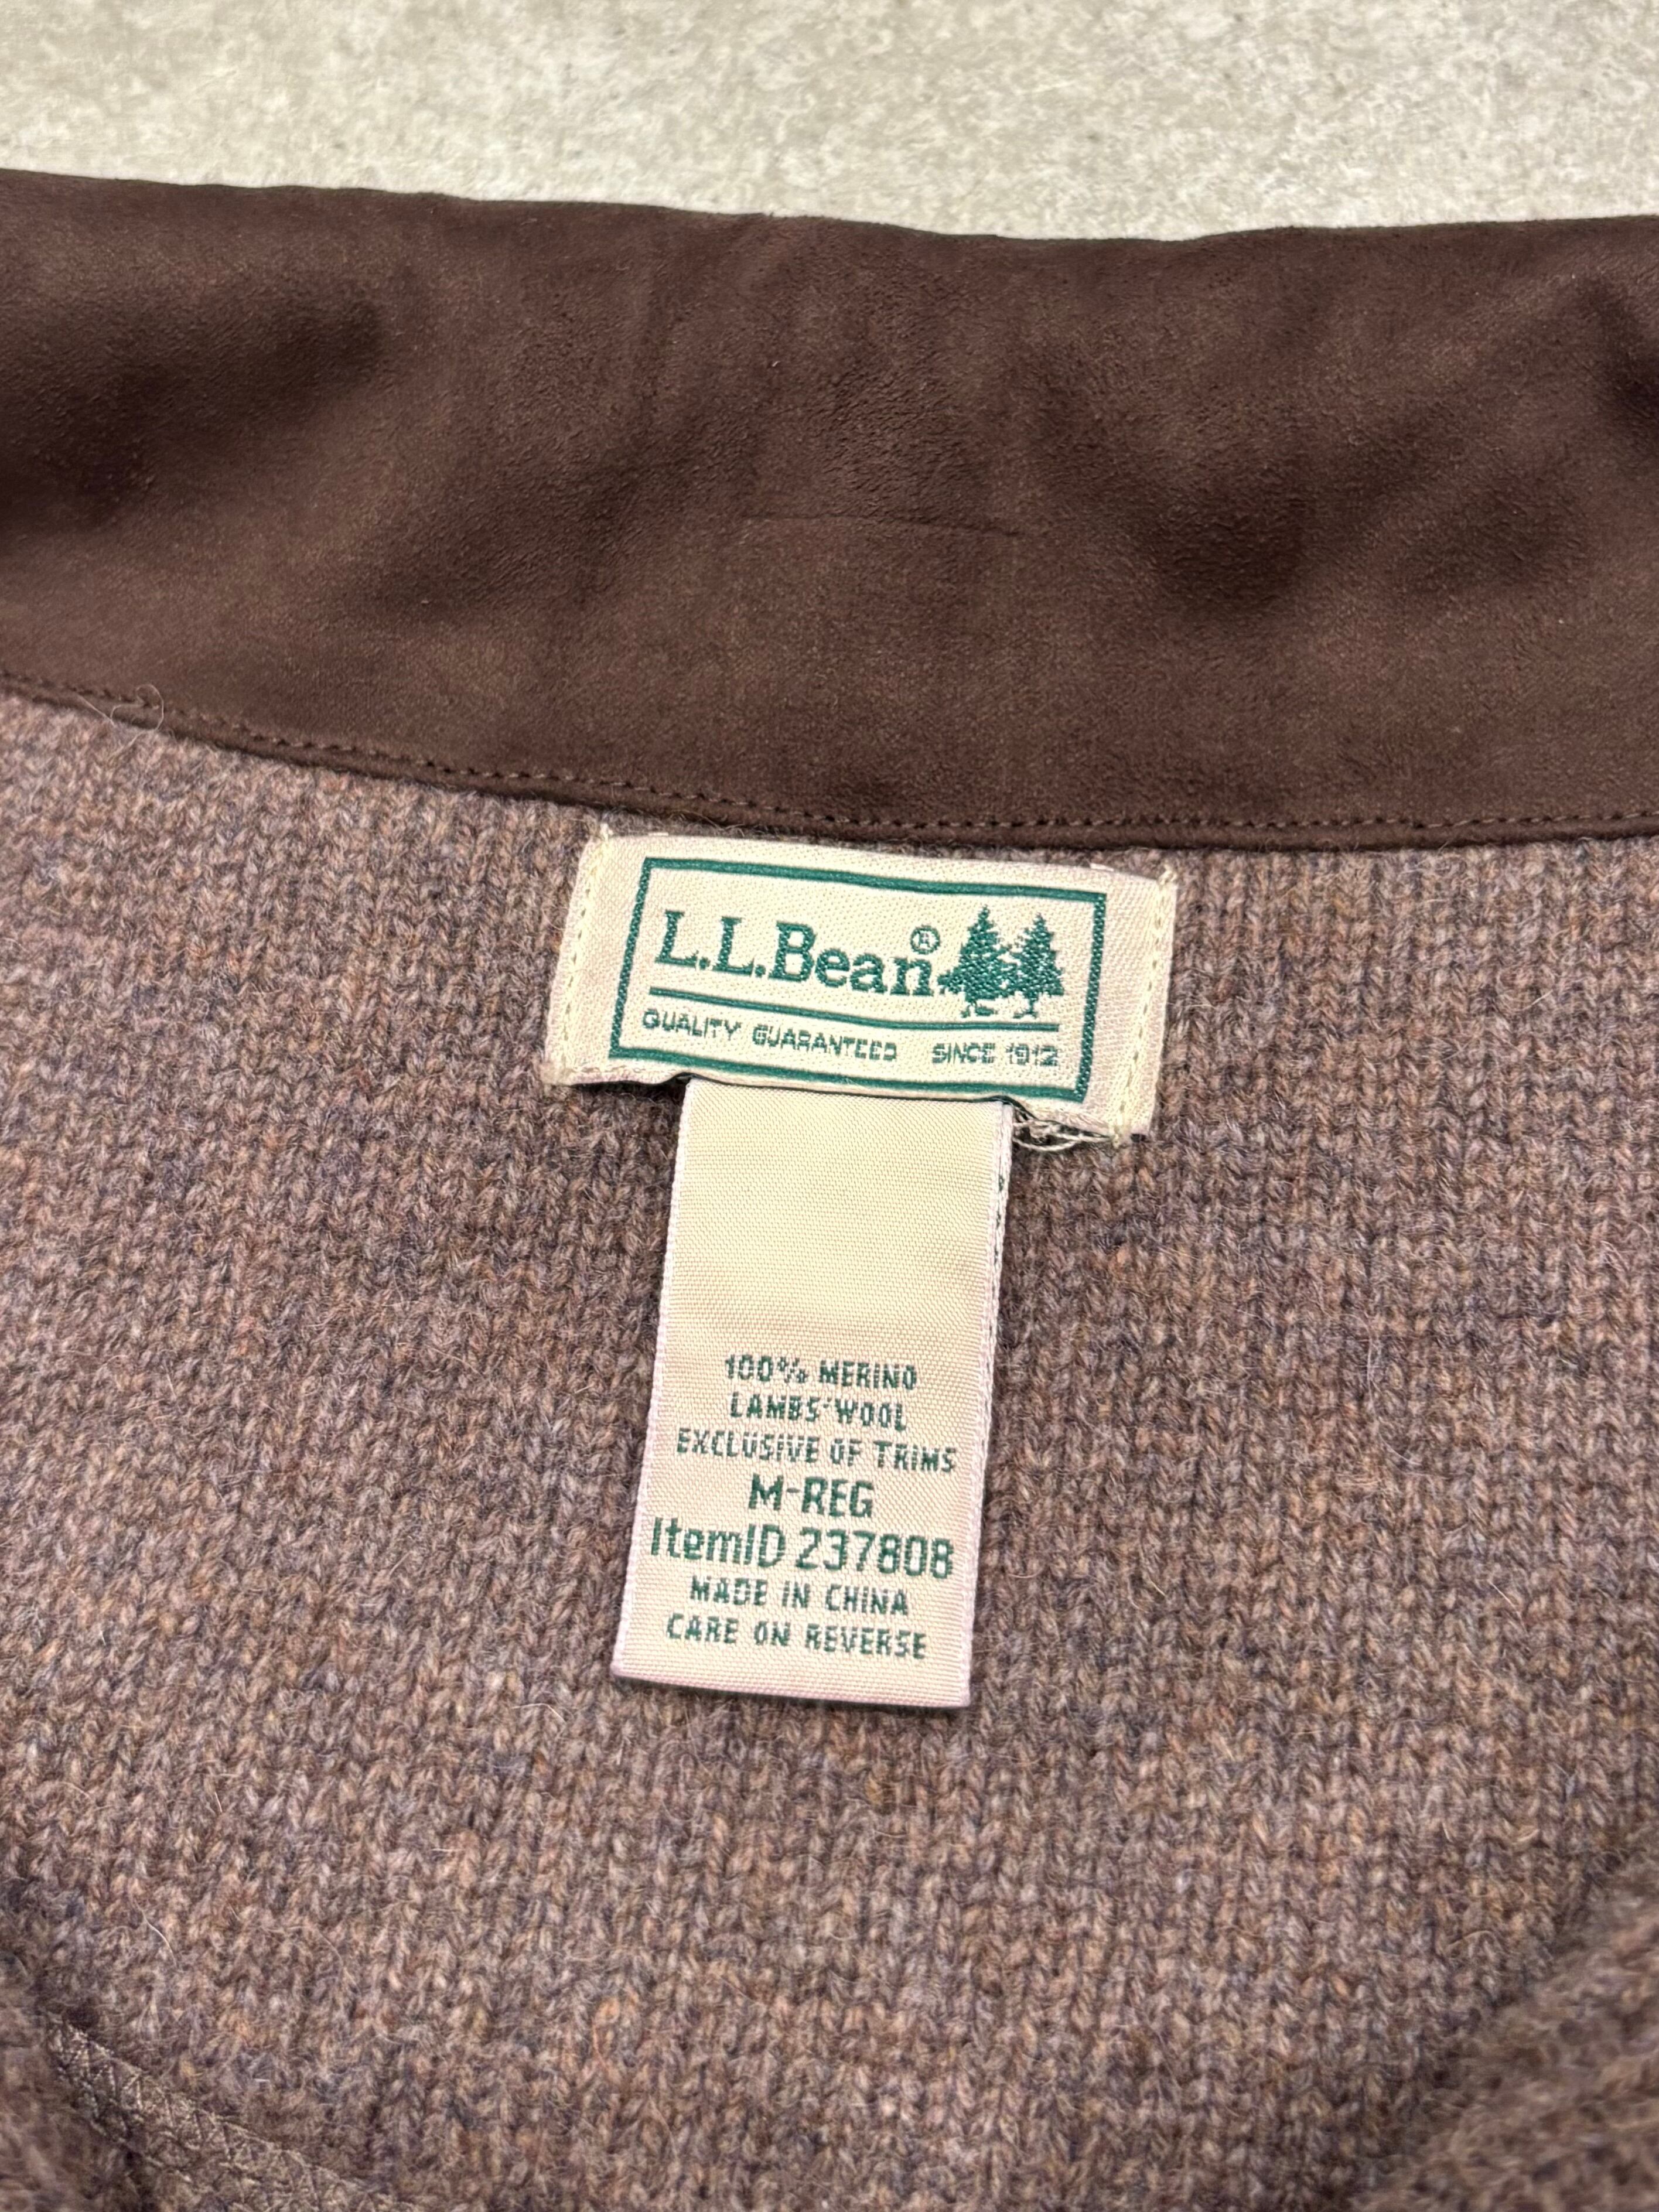 L.L.Bean®
QUALITY GUARANTEED SINCE 1912
100% MERINO
LAMBS' WOOL
EXCLUSIVE OF TRIMS
M-REG
ItemID 237808
MADE IN CHINA
CARE ON REVERSE